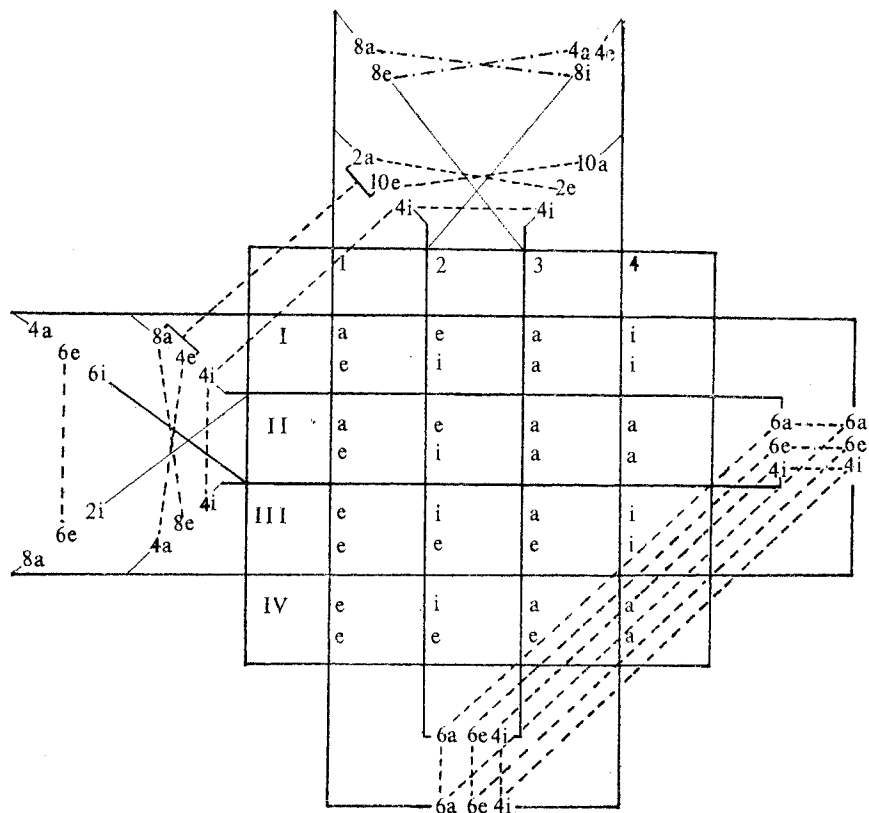 8a 4a 4e
8e 8i
2a 10a
10e 2e
4i 4i
1 2 3 4
4a 8a I a e a i
6e 4e e i a i
6i 4i
II a e a a 6a 6a
e i a a 6e 6e
4i 4i
2i 4i III e i a i
6e 8e e e e i
8a 4a
IV e i a a
e e e a
6a 6e 4i
6a 6e 4i